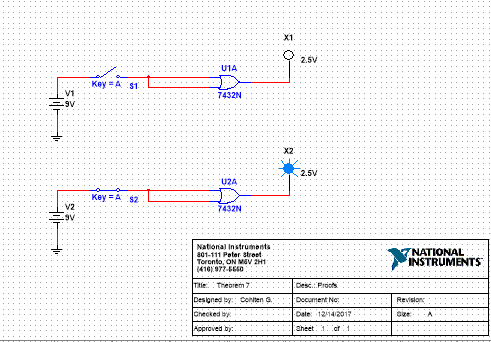 X1
2.5V
U1A
Key = A
S1
7432N
V1
9V
X2
2.5V
U2A
Key = A
S2
7432N
V2
9V
National Instruments
801-111 Peter Street
Toronto, ON M5V 2H1
(416) 977-5550
NATIONAL
INSTRUMENTS
Title: Theorem 7
Desc.: Proofs
Designed by: Cohlten G.
Document No:
Revision:
Checked by:
Date: 12/14/2017
Size: A
Approved by:
Sheet 1 of 1